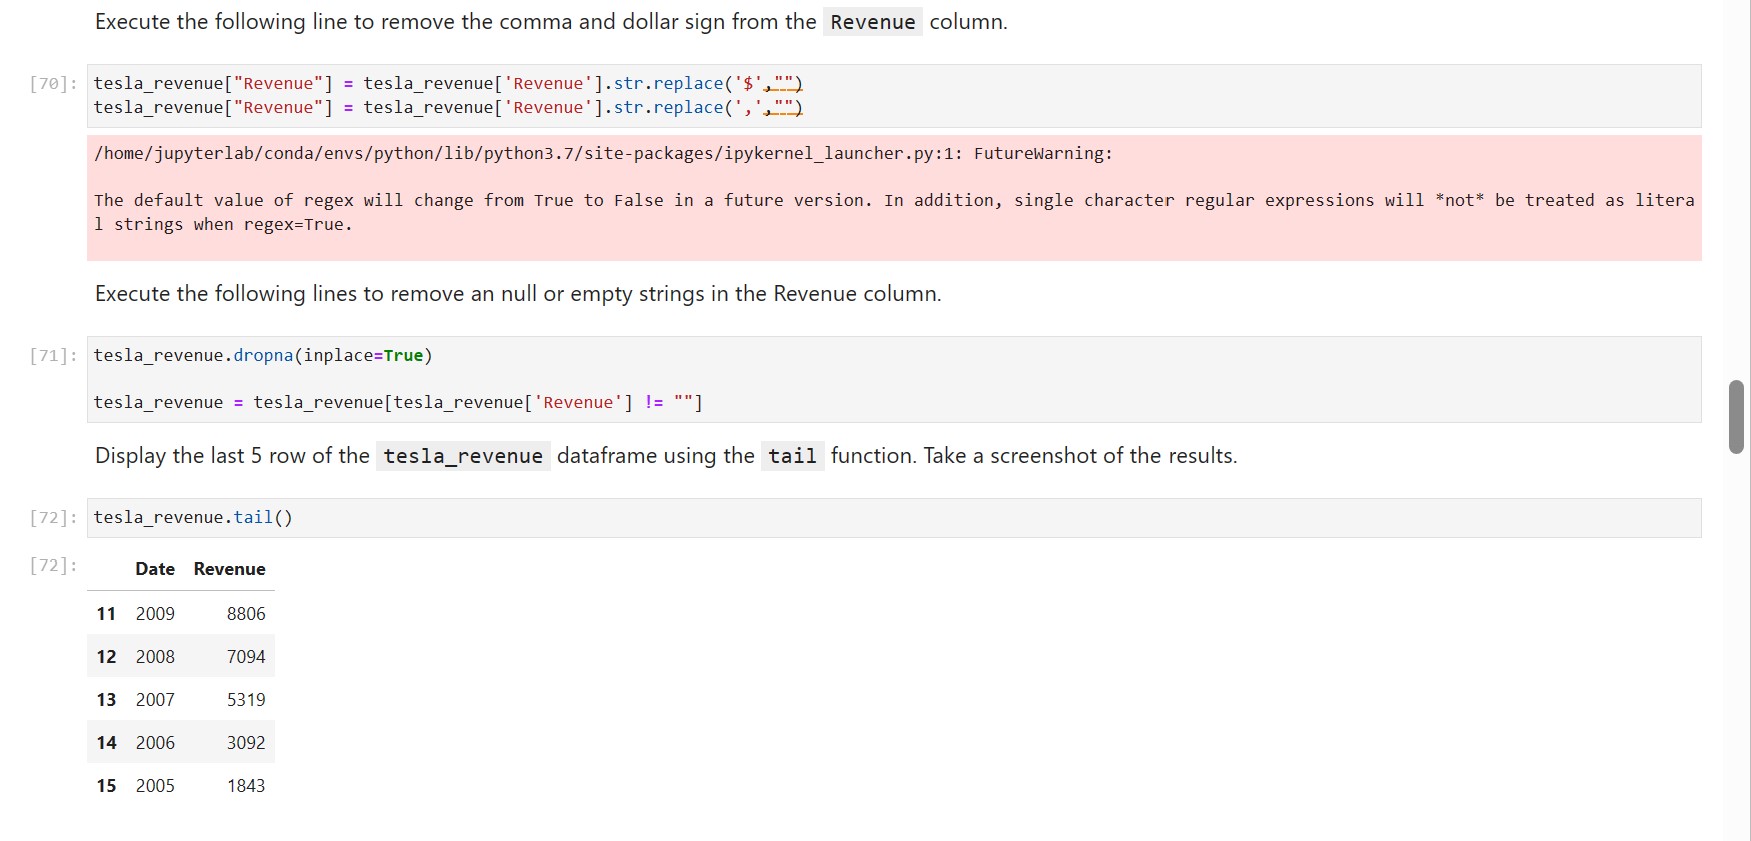 Execute the following line to remove the comma and dollar sign from the Revenue column.
[70]: tesla_revenue["Revenue"] = tesla_revenue['Revenue'].str.replace('$',"")
tesla_revenue["Revenue"] = tesla_revenue['Revenue'].str.replace(',',"")
/home/jupyterlab/conda/envs/python/lib/python3.7/site-packages/ipykernel_launcher.py:1: FutureWarning:
The default value of regex will change from True to False in a future version. In addition, single character regular expressions will *not* be treated as litera
l strings when regex=True.
Execute the following lines to remove an null or empty strings in the Revenue column.
[71]: tesla_revenue.dropna(inplace=True)
tesla_revenue = tesla_revenue[tesla_revenue['Revenue'] != ""]
Display the last 5 row of the tesla_revenue dataframe using the tail function. Take a screenshot of the results.
[72]: tesla_revenue.tail()
[72]:
Date Revenue
11 2009 8806
12 2008 7094
13 2007 5319
14 2006 3092
15 2005 1843